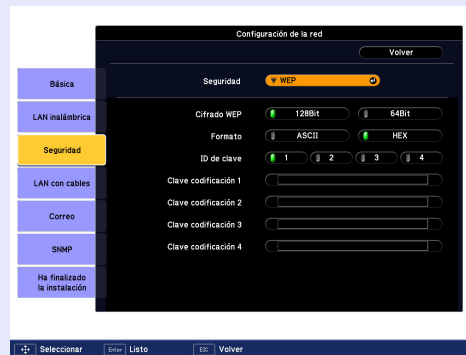 Configuración de la red
Volver
Básica
LAN inalámbrica
Seguridad
LAN con cables
Correo
SNMP
Ha finalizado
la instalación
Seguridad WEP
Cifrado WEP 128Bit 64Bit
Formato ASCII HEX
ID de clave 1 2 3 4
Clave codificación 1
Clave codificación 2
Clave codificación 3
Clave codificación 4
Seleccionar Enter Listo ESC Volver